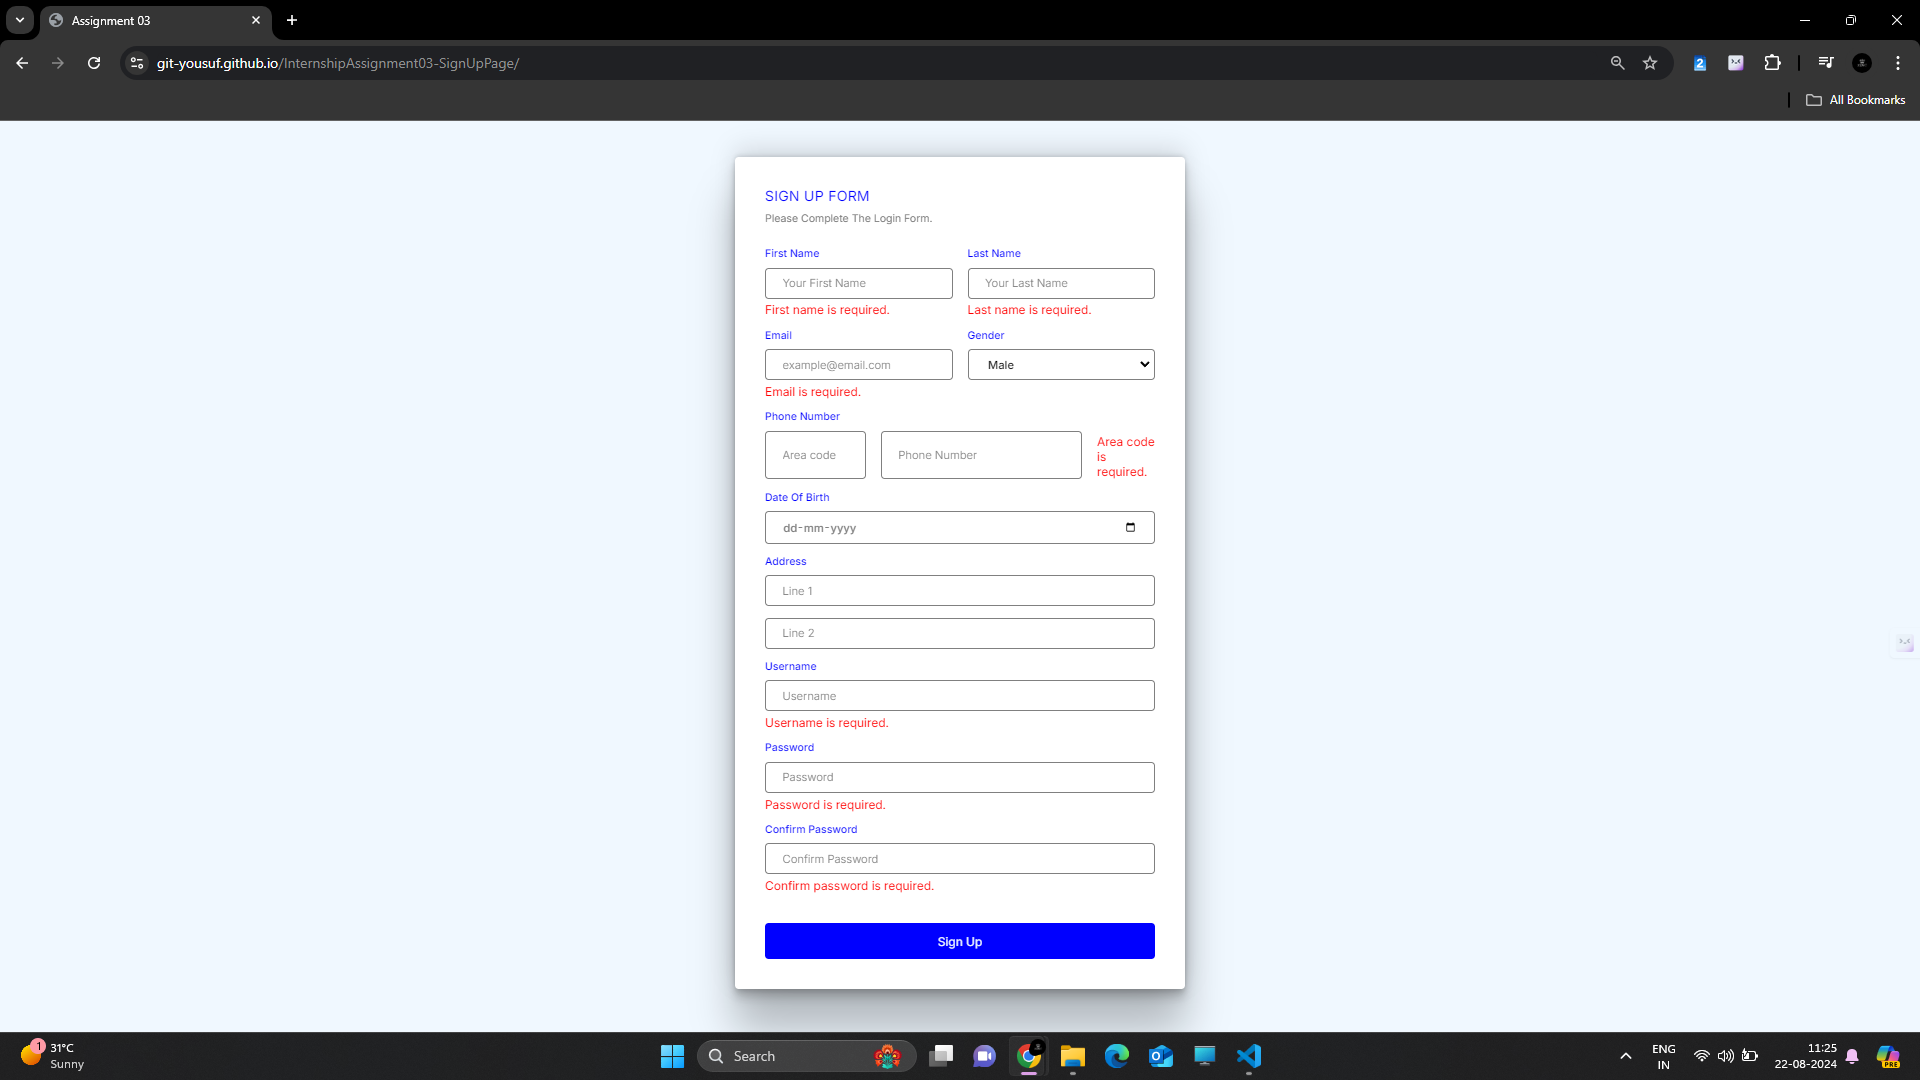 Assignment 03
git-yousuf.github.io/InternshipAssignment03-SignUpPage/
2
All Bookmarks
SIGN UP FORM
Please Complete The Login Form.
First Name
Last Name
Your First Name
Your Last Name
First name is required.
Last name is required.
Email
Gender
example@email.com
Male
Email is required.
Phone Number
Area code
Phone Number
Area code
is
required.
Date Of Birth
dd-mm-yyyy
Address
Line 1
Line 2
Username
Username
Username is required.
Password
Password
Password is required.
Confirm Password
Confirm Password
Confirm password is required.
Sign Up
1
31°C
Sunny
Search
ENG
IN
11:25
22-08-2024
PRE